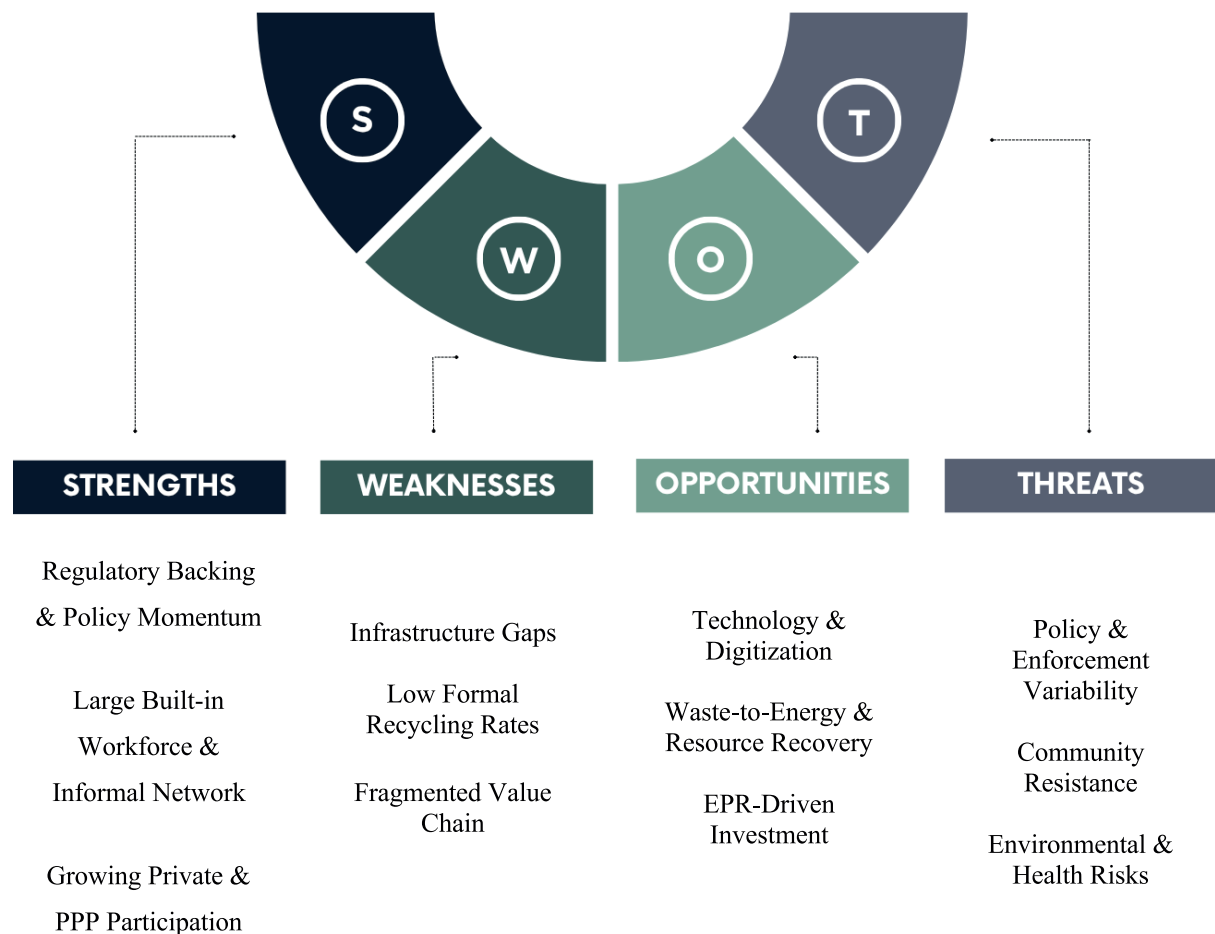 S
T
W
O
STRENGTHS
Regulatory Backing
& Policy Momentum
Large Built-in
Workforce &
Informal Network
Growing Private &
PPP Participation
WEAKNESSES
Infrastructure Gaps
Low Formal
Recycling Rates
Fragmented Value
Chain
OPPORTUNITIES
Technology &
Digitization
Waste-to-Energy &
Resource Recovery
EPR-Driven
Investment
THREATS
Policy &
Enforcement
Variability
Community
Resistance
Environmental &
Health Risks